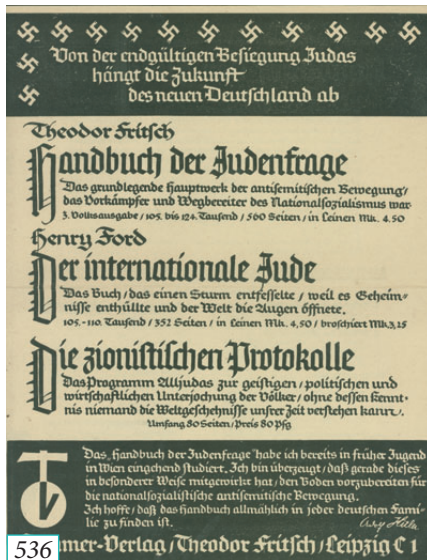 Von der endgültigen Besiegung Judas
hängt die Zukunft
des neuen Deutschland ab
Theodor Fritsch
Handbuch der Judenfrage
Das grundlegende Hauptwerk der antisemitischen Bewegung/
das Vorkämpfer und Wegbereiter des Nationalsozialismus war
3. Volksausgabe / 105. bis 124. Tausend / 560 Seiten / in Leinen Mk. 4.50
Henry Ford
Der internationale Jude
Das Buch / das einen Sturm entfesselte / weil es Geheim-
nisse enthüllte und der Welt die Augen öffnete.
105.-110. Tausend / 352 Seiten / in Leinen Mk. 4,50 / broschiert Mk. 3,25
Die zionistischen Protokolle
Das Programm Alljudas zur geistigen / politischen und
wirtschaftlichen Unterjochung der Völker / ohne dessen Kennt-
nis niemand die Weltgeschehnisse unsrer Zeit verstehen kann.
Umfang 80 Seiten / Preis 80 Pfg.
Das "Handbuch der Judenfrage" habe ich bereits in früher Jugend
in Wien eingehend studiert. Ich bin überzeugt / daß gerade dieses
in besonderer Weise mitgewirkt hat / den Boden vorzubereiten für
die nationalsozialistische antisemitische Bewegung.
Ich hoffe / daß das Handbuch allmählich in jeder deutschen Fami-
lie zu finden ist.
mer-Verlag / Theodor Fritsch / Leipzig C 1
536